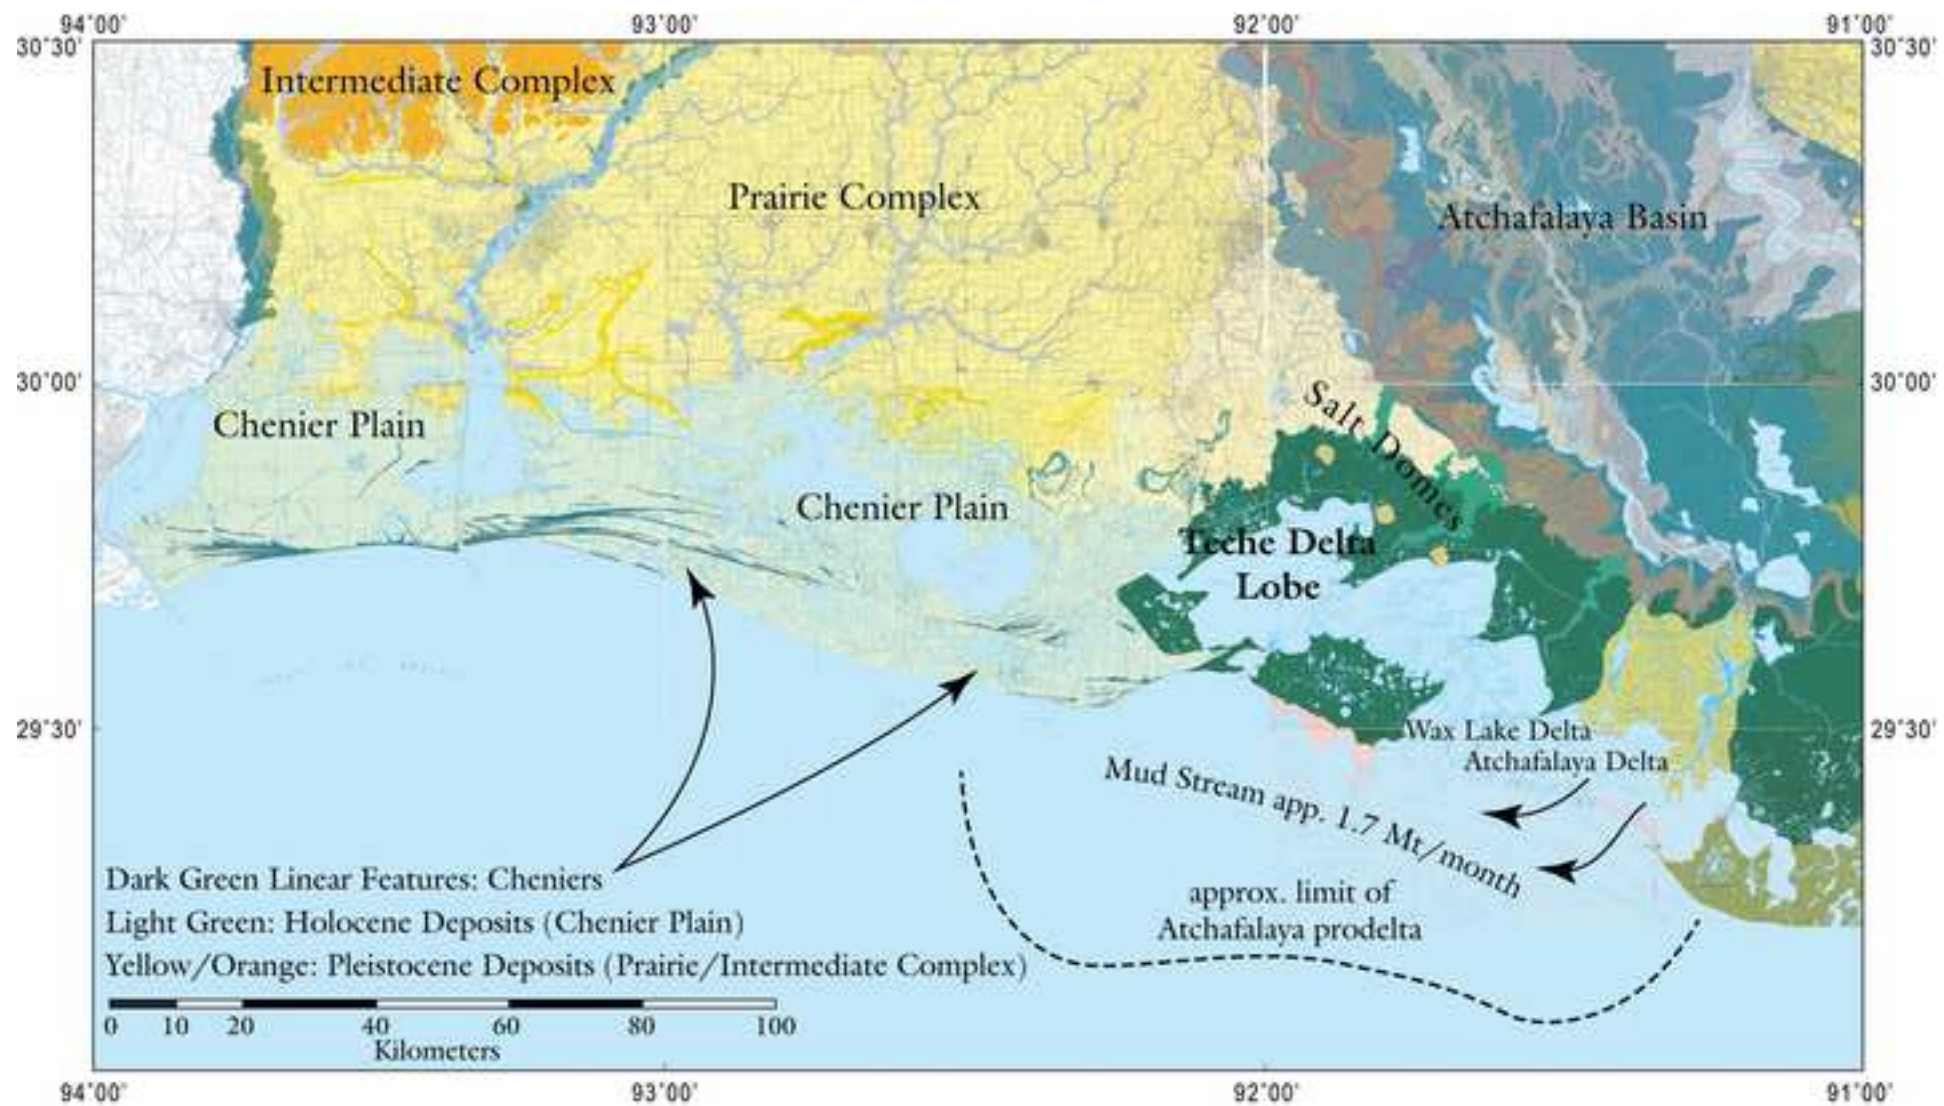 94°00'
93°00'
92°00'
91°00'
30°30'
30°30'
Intermediate Complex
Prairie Complex
Atchafalaya Basin
30°00'
30°00'
Chenier Plain
Salt Domes
Chenier Plain
Teche Delta
Lobe
29°30'
29°30'
Wax Lake Delta
Atchafalaya Delta
Mud Stream app. 1.7 Mt/month
approx. limit of
Atchafalaya prodelta
Dark Green Linear Features: Cheniers
Light Green: Holocene Deposits (Chenier Plain)
Yellow/Orange: Pleistocene Deposits (Prairie/Intermediate Complex)
0 10 20 40 60 80 100
Kilometers
94°00'
93°00'
92°00'
91°00'